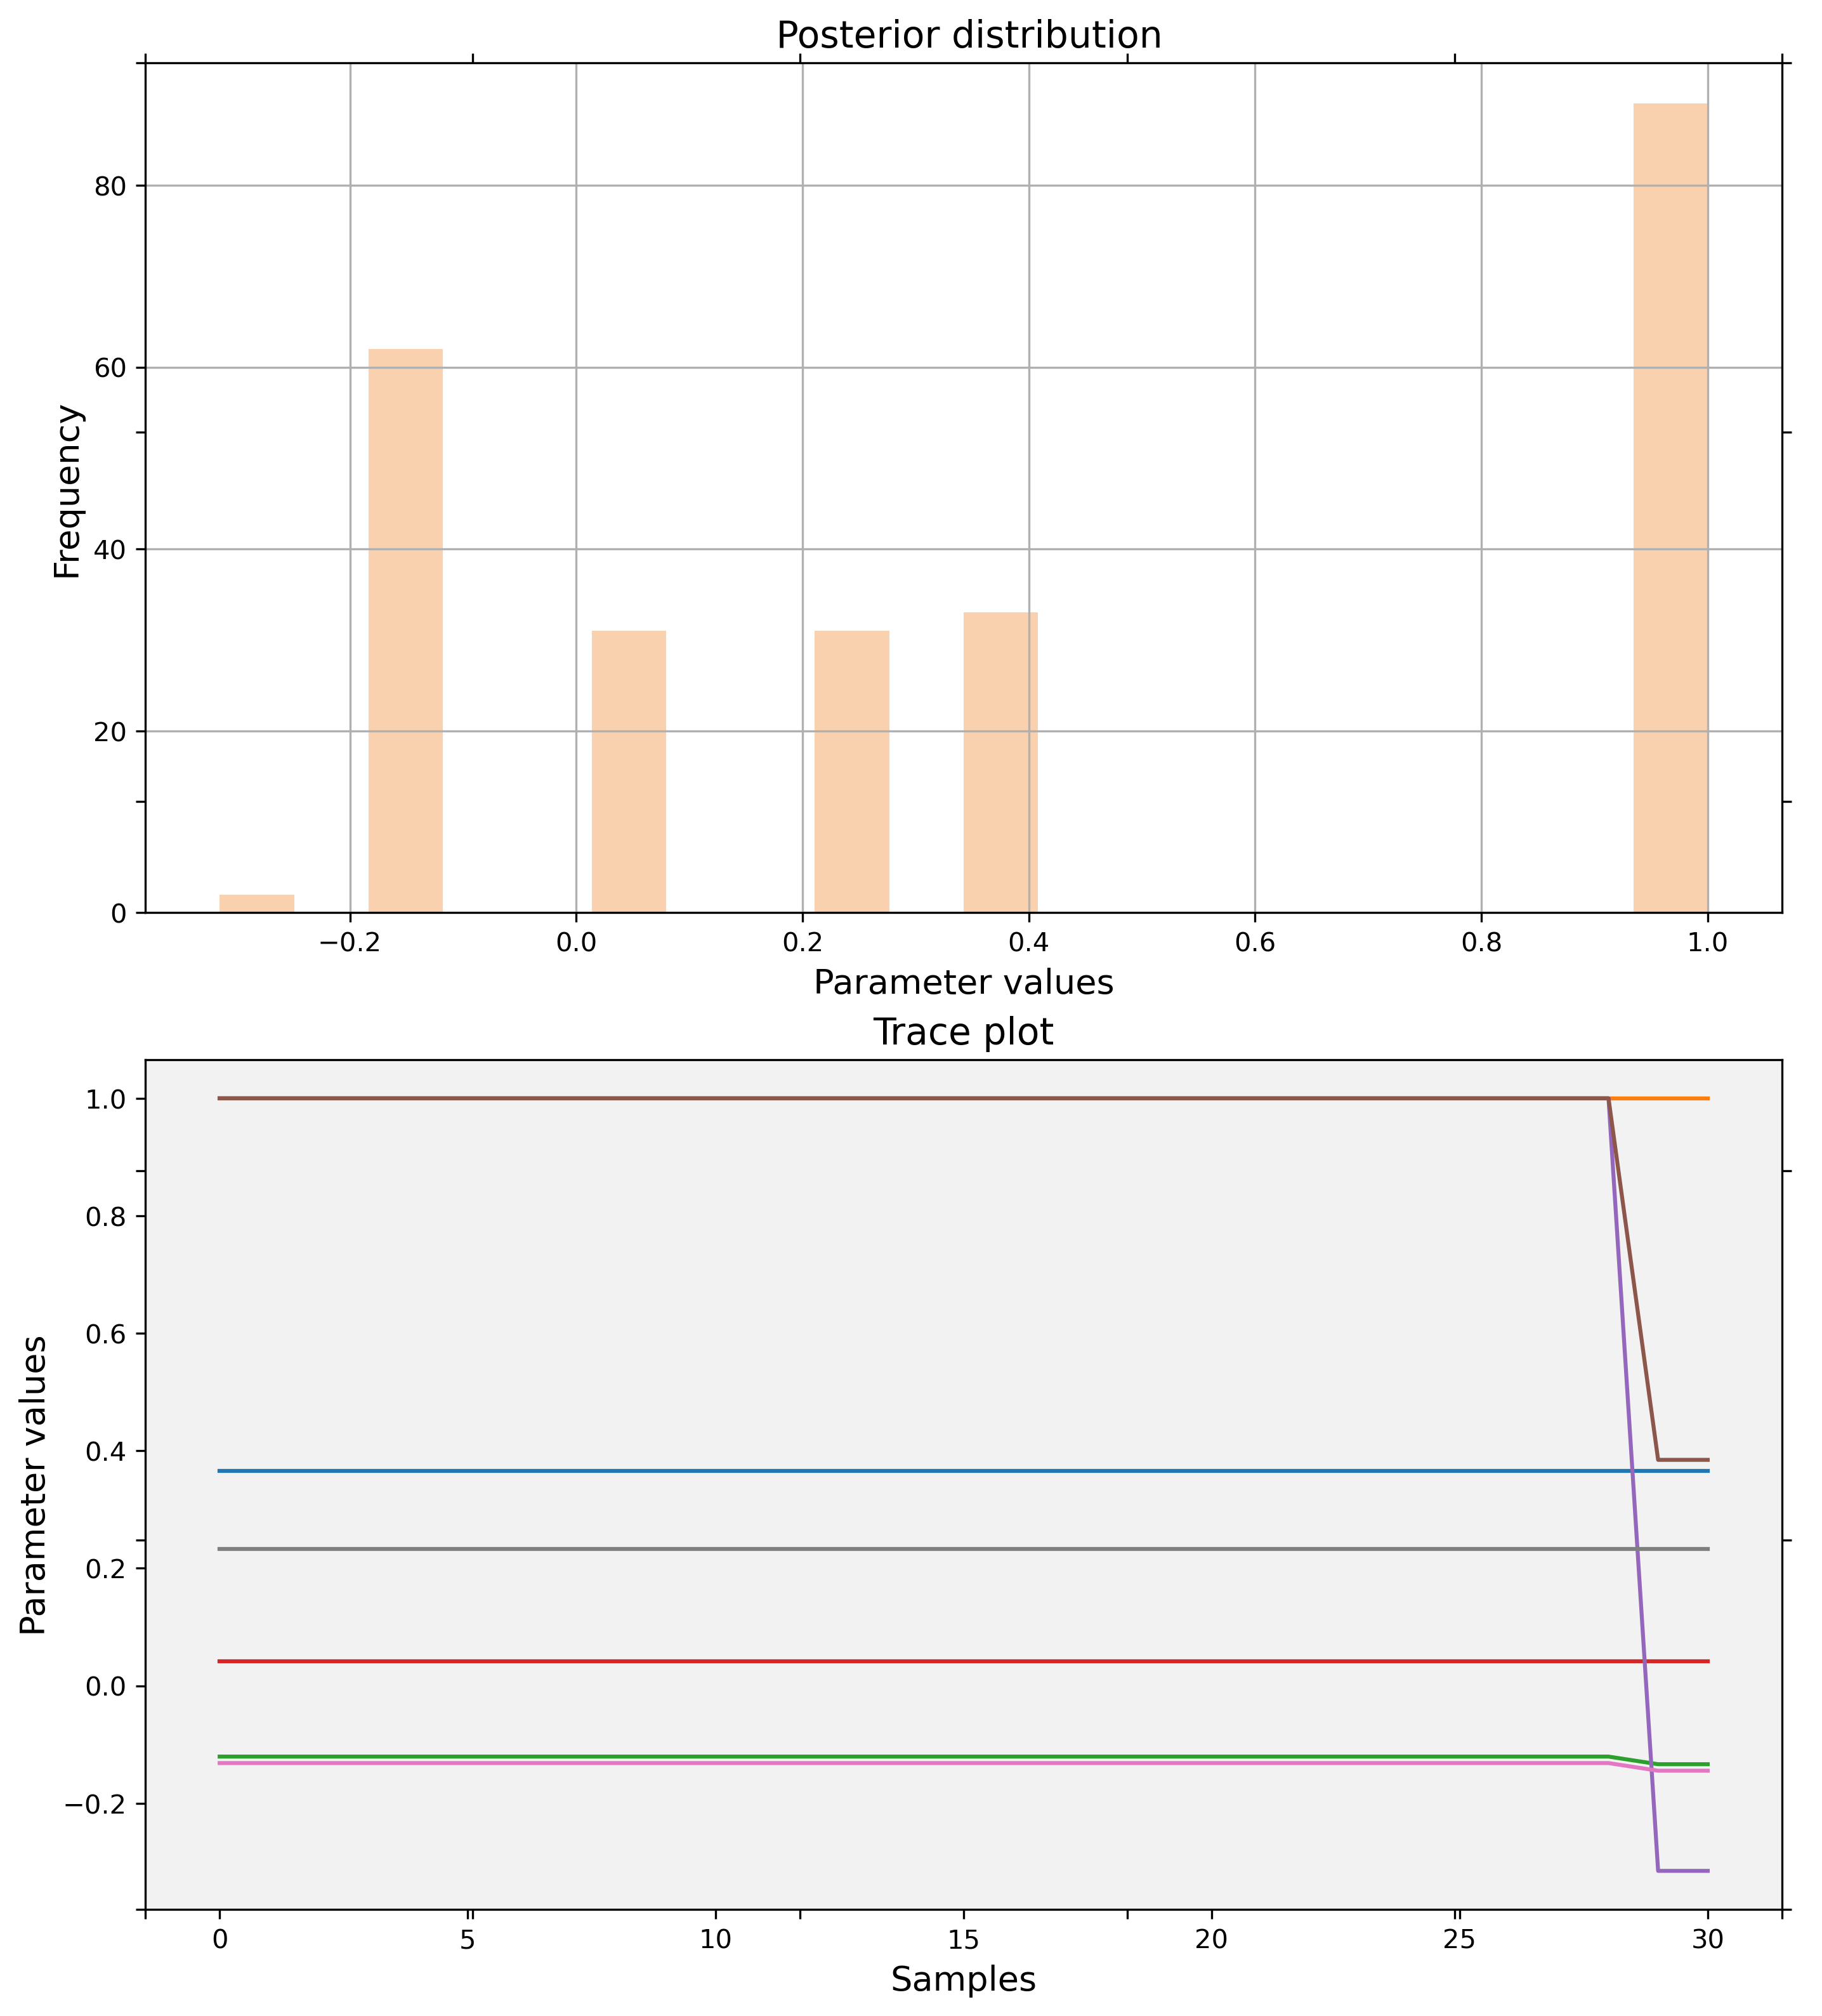 Posterior distribution
80
60
40
20
0
Frequency
−0.2 0.0 0.2 0.4 0.6 0.8 1.0
Parameter values
Trace plot
1.0
0.8
0.6
0.4
0.2
0.0
−0.2
Parameter values
0 5 10 15 20 25 30
Samples